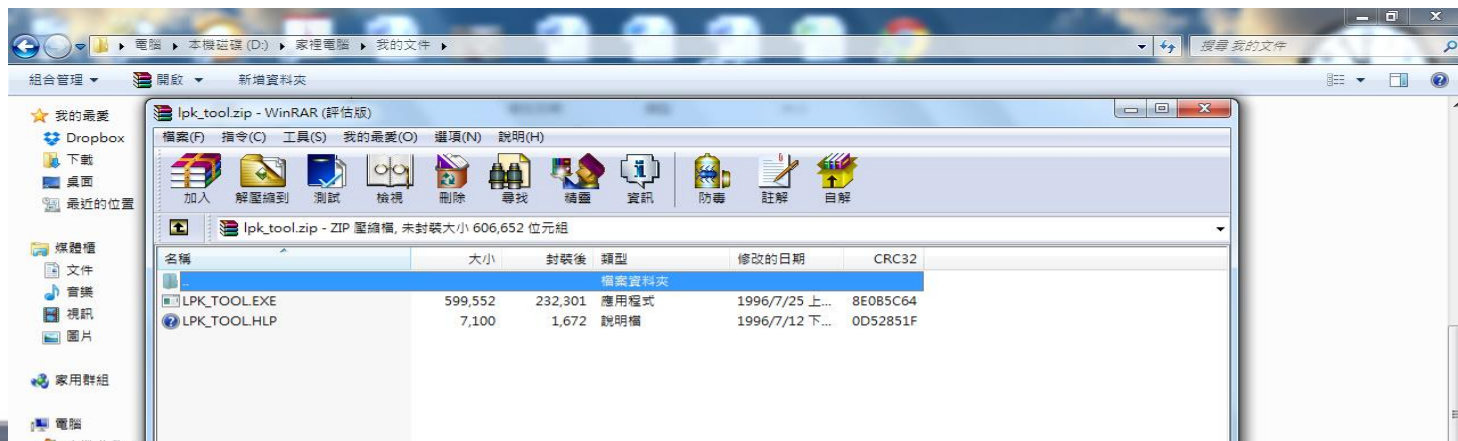 電腦 ▸ 本機磁碟 (D:) ▸ 家裡電腦 ▸ 我的文件 ▸
搜尋 我的文件
組合管理 開啟 新增資料夾
我的最愛
Dropbox
下載
桌面
最近的位置
媒體櫃
文件
音樂
視訊
圖片
家用群組
電腦
lpk_tool.zip - WinRAR (評估版)
檔案(F) 指令(C) 工具(S) 我的最愛(O) 選項(N) 說明(H)
加入 解壓縮到 測試 檢視 刪除 尋找 精靈 資訊 防毒 註解 自解
lpk_tool.zip - ZIP 壓縮檔, 未封裝大小 606,652 位元組
名稱 大小 封裝後 類型 修改的日期 CRC32
.. 檔案資料夾
LPK_TOOL.EXE 599,552 232,301 應用程式 1996/7/25 上... 8E0B5C64
LPK_TOOL.HLP 7,100 1,672 說明檔 1996/7/12 下... 0D52851F